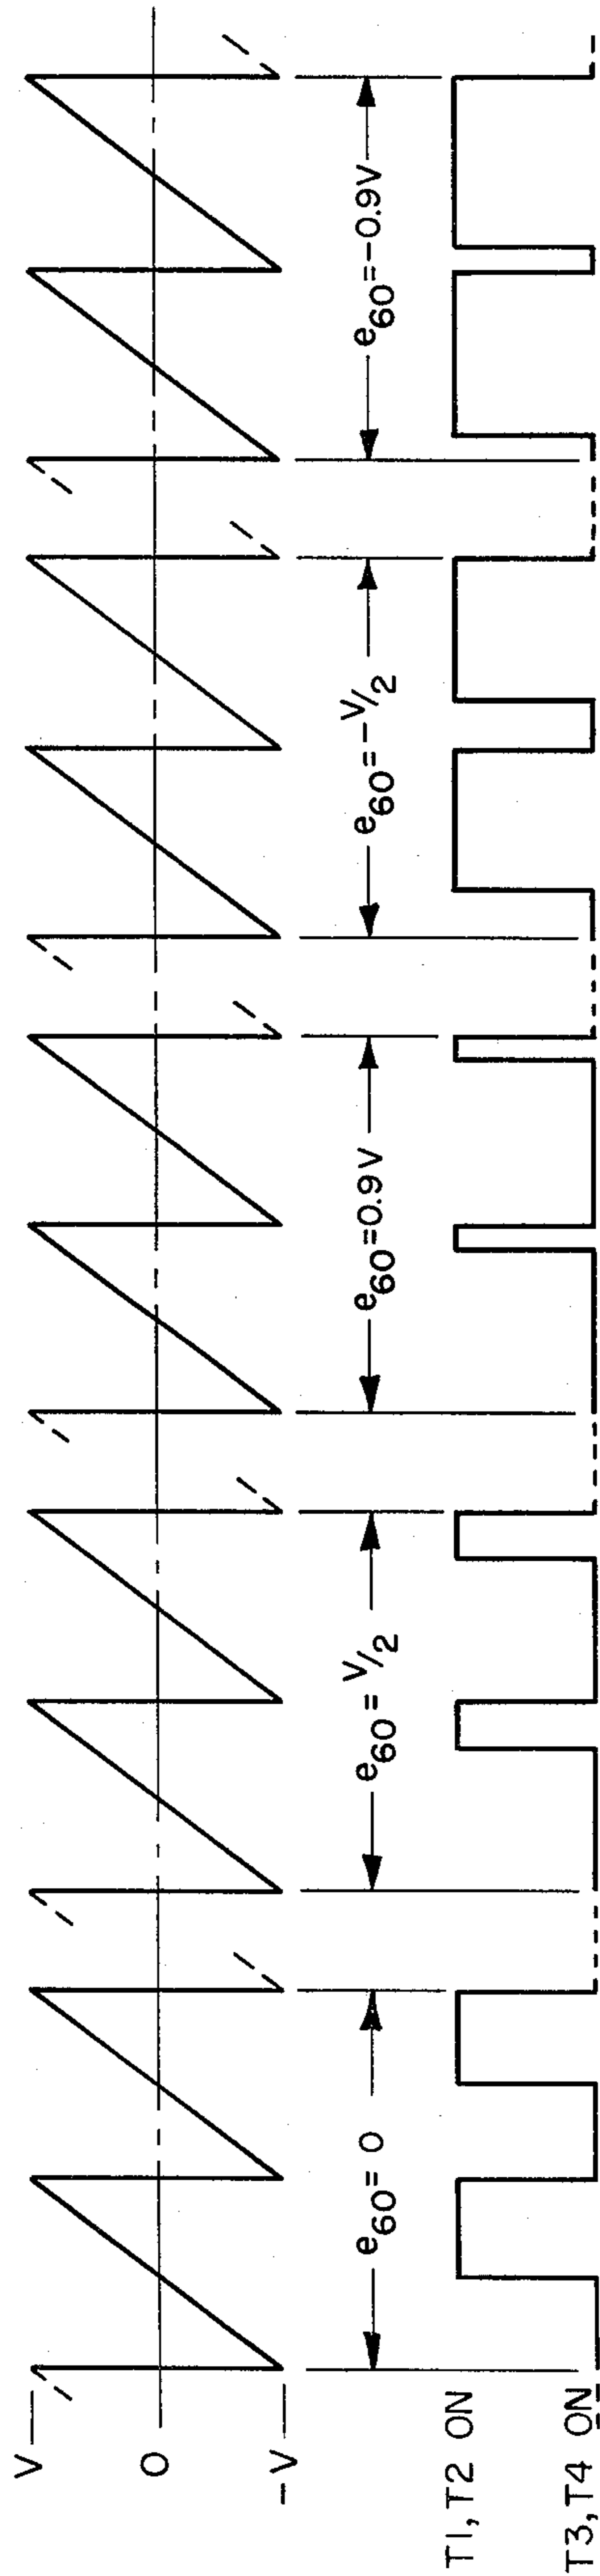 V
0
-V
e60= 0
e60= V/2
e60=0.9V
e60=-V/2
e60=-0.9V
T1, T2 ON
T3, T4 ON